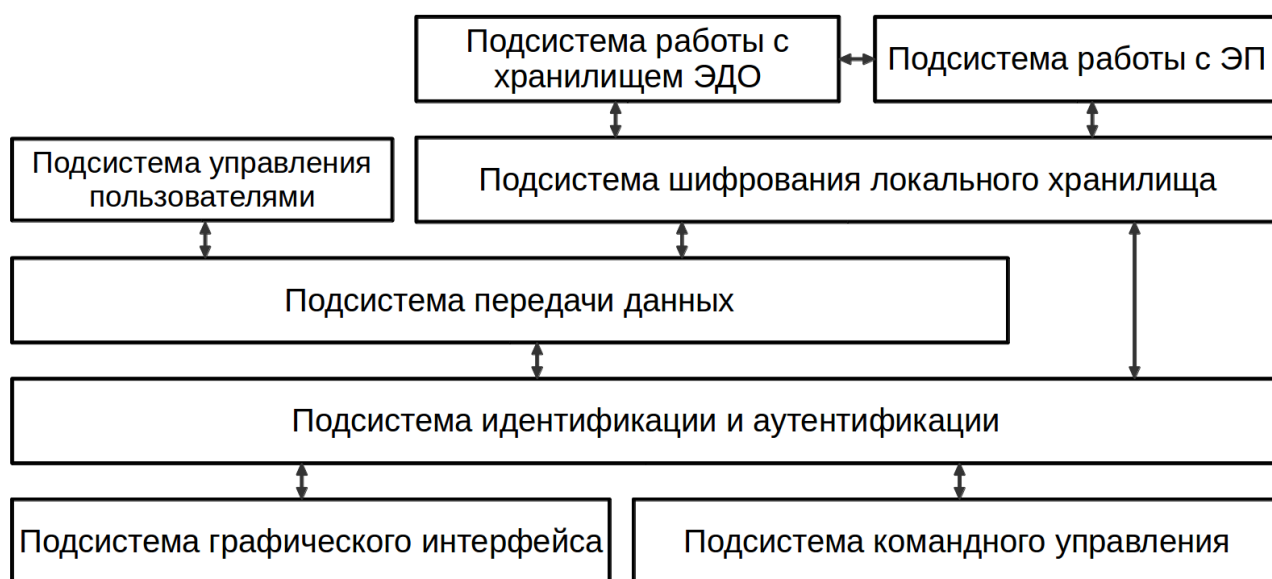 Подсистема работы с
хранилищем ЭДО
Подсистема работы с ЭП
Подсистема управления
пользователями
Подсистема шифрования локального хранилища
Подсистема передачи данных
Подсистема идентификации и аутентификации
Подсистема графического интерфейса
Подсистема командного управления